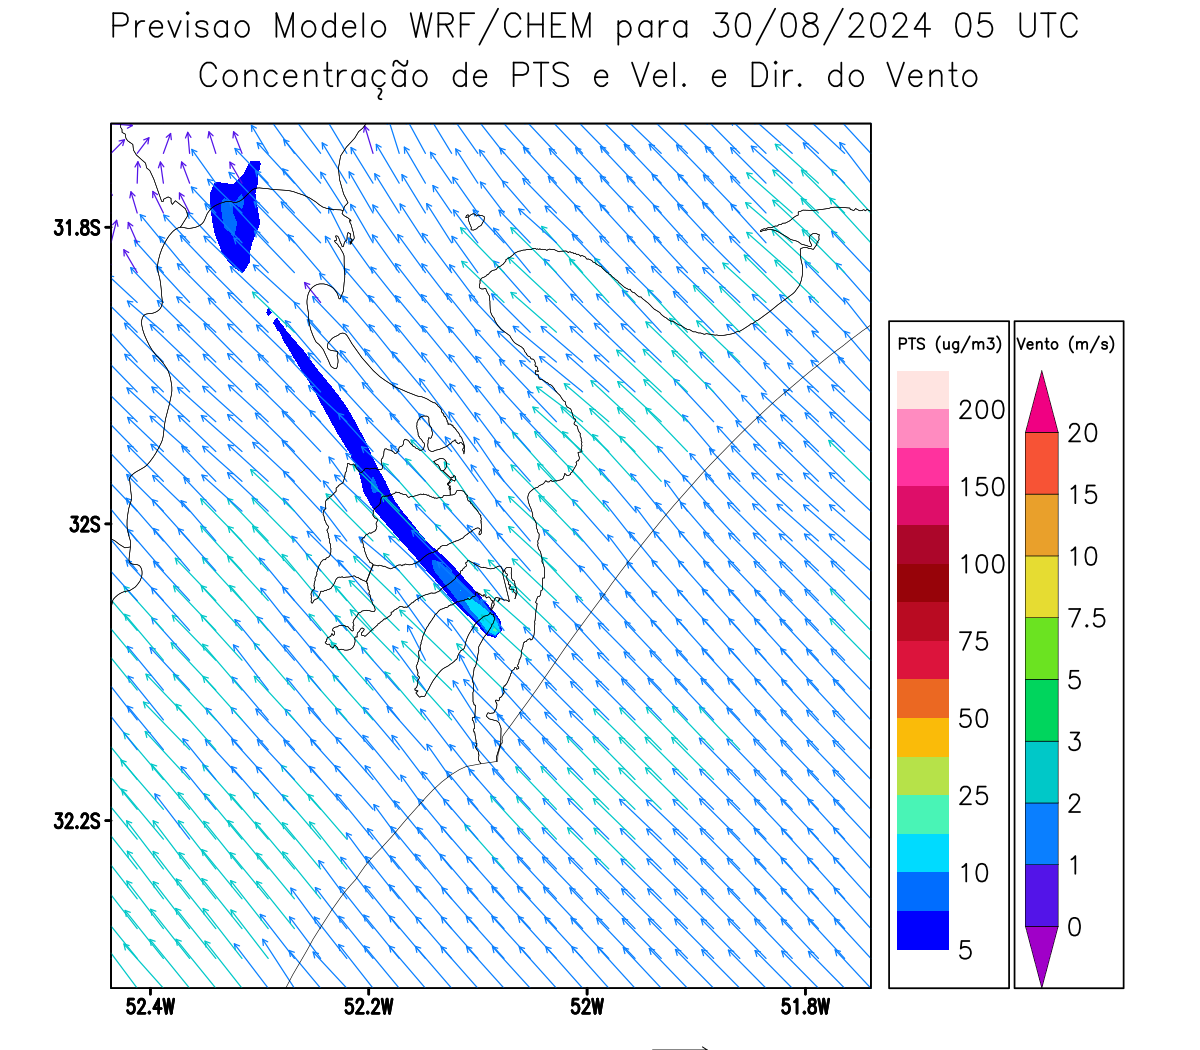 Previsao Modelo WRF/CHEM para 30/08/2024 05 UTC
Concentração de PTS e Vel. e Dir. do Vento
31.8S
32S
32.2S
52.4W
52.2W
52W
51.8W
PTS (ug/m3)
200
150
100
75
50
25
10
5
Vento (m/s)
20
15
10
7.5
5
3
2
1
0